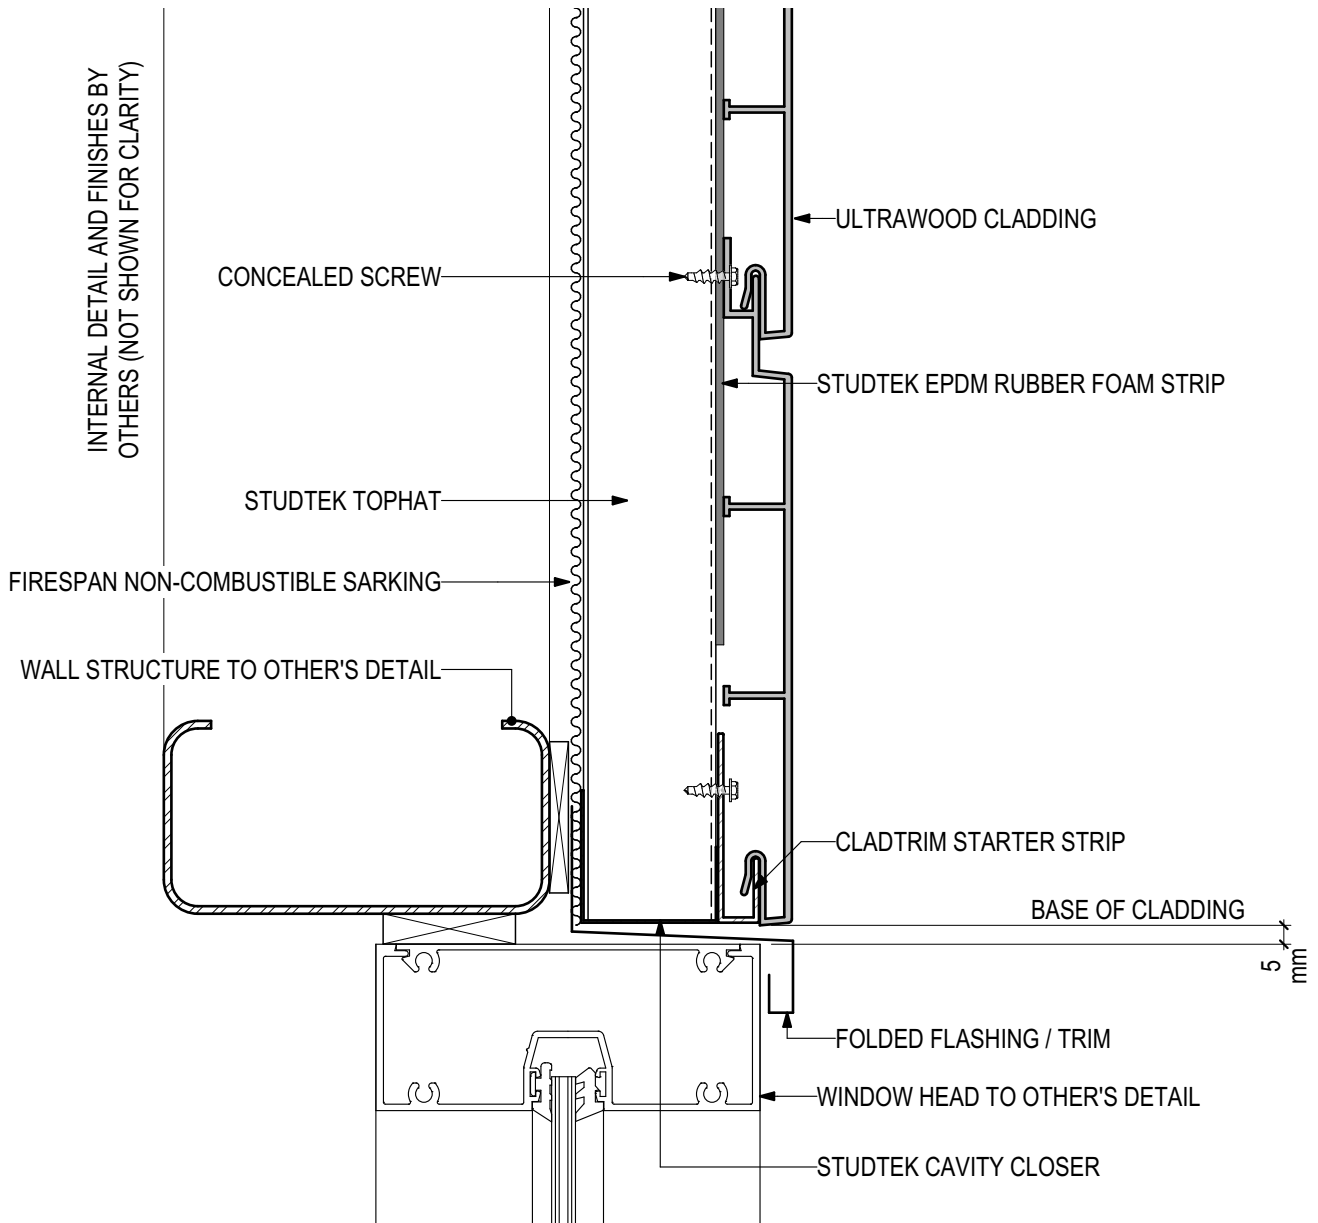 INTERNAL DETAIL AND FINISHES BY
OTHERS (NOT SHOWN FOR CLARITY)
ULTRAWOOD CLADDING
CONCEALED SCREW
STUDTEK EPDM RUBBER FOAM STRIP
STUDTEK TOPHAT
FIRESPAN NON-COMBUSTIBLE SARKING
WALL STRUCTURE TO OTHER'S DETAIL
CLADTRIM STARTER STRIP
BASE OF CLADDING
5
mm
FOLDED FLASHING / TRIM
WINDOW HEAD TO OTHER'S DETAIL
STUDTEK CAVITY CLOSER